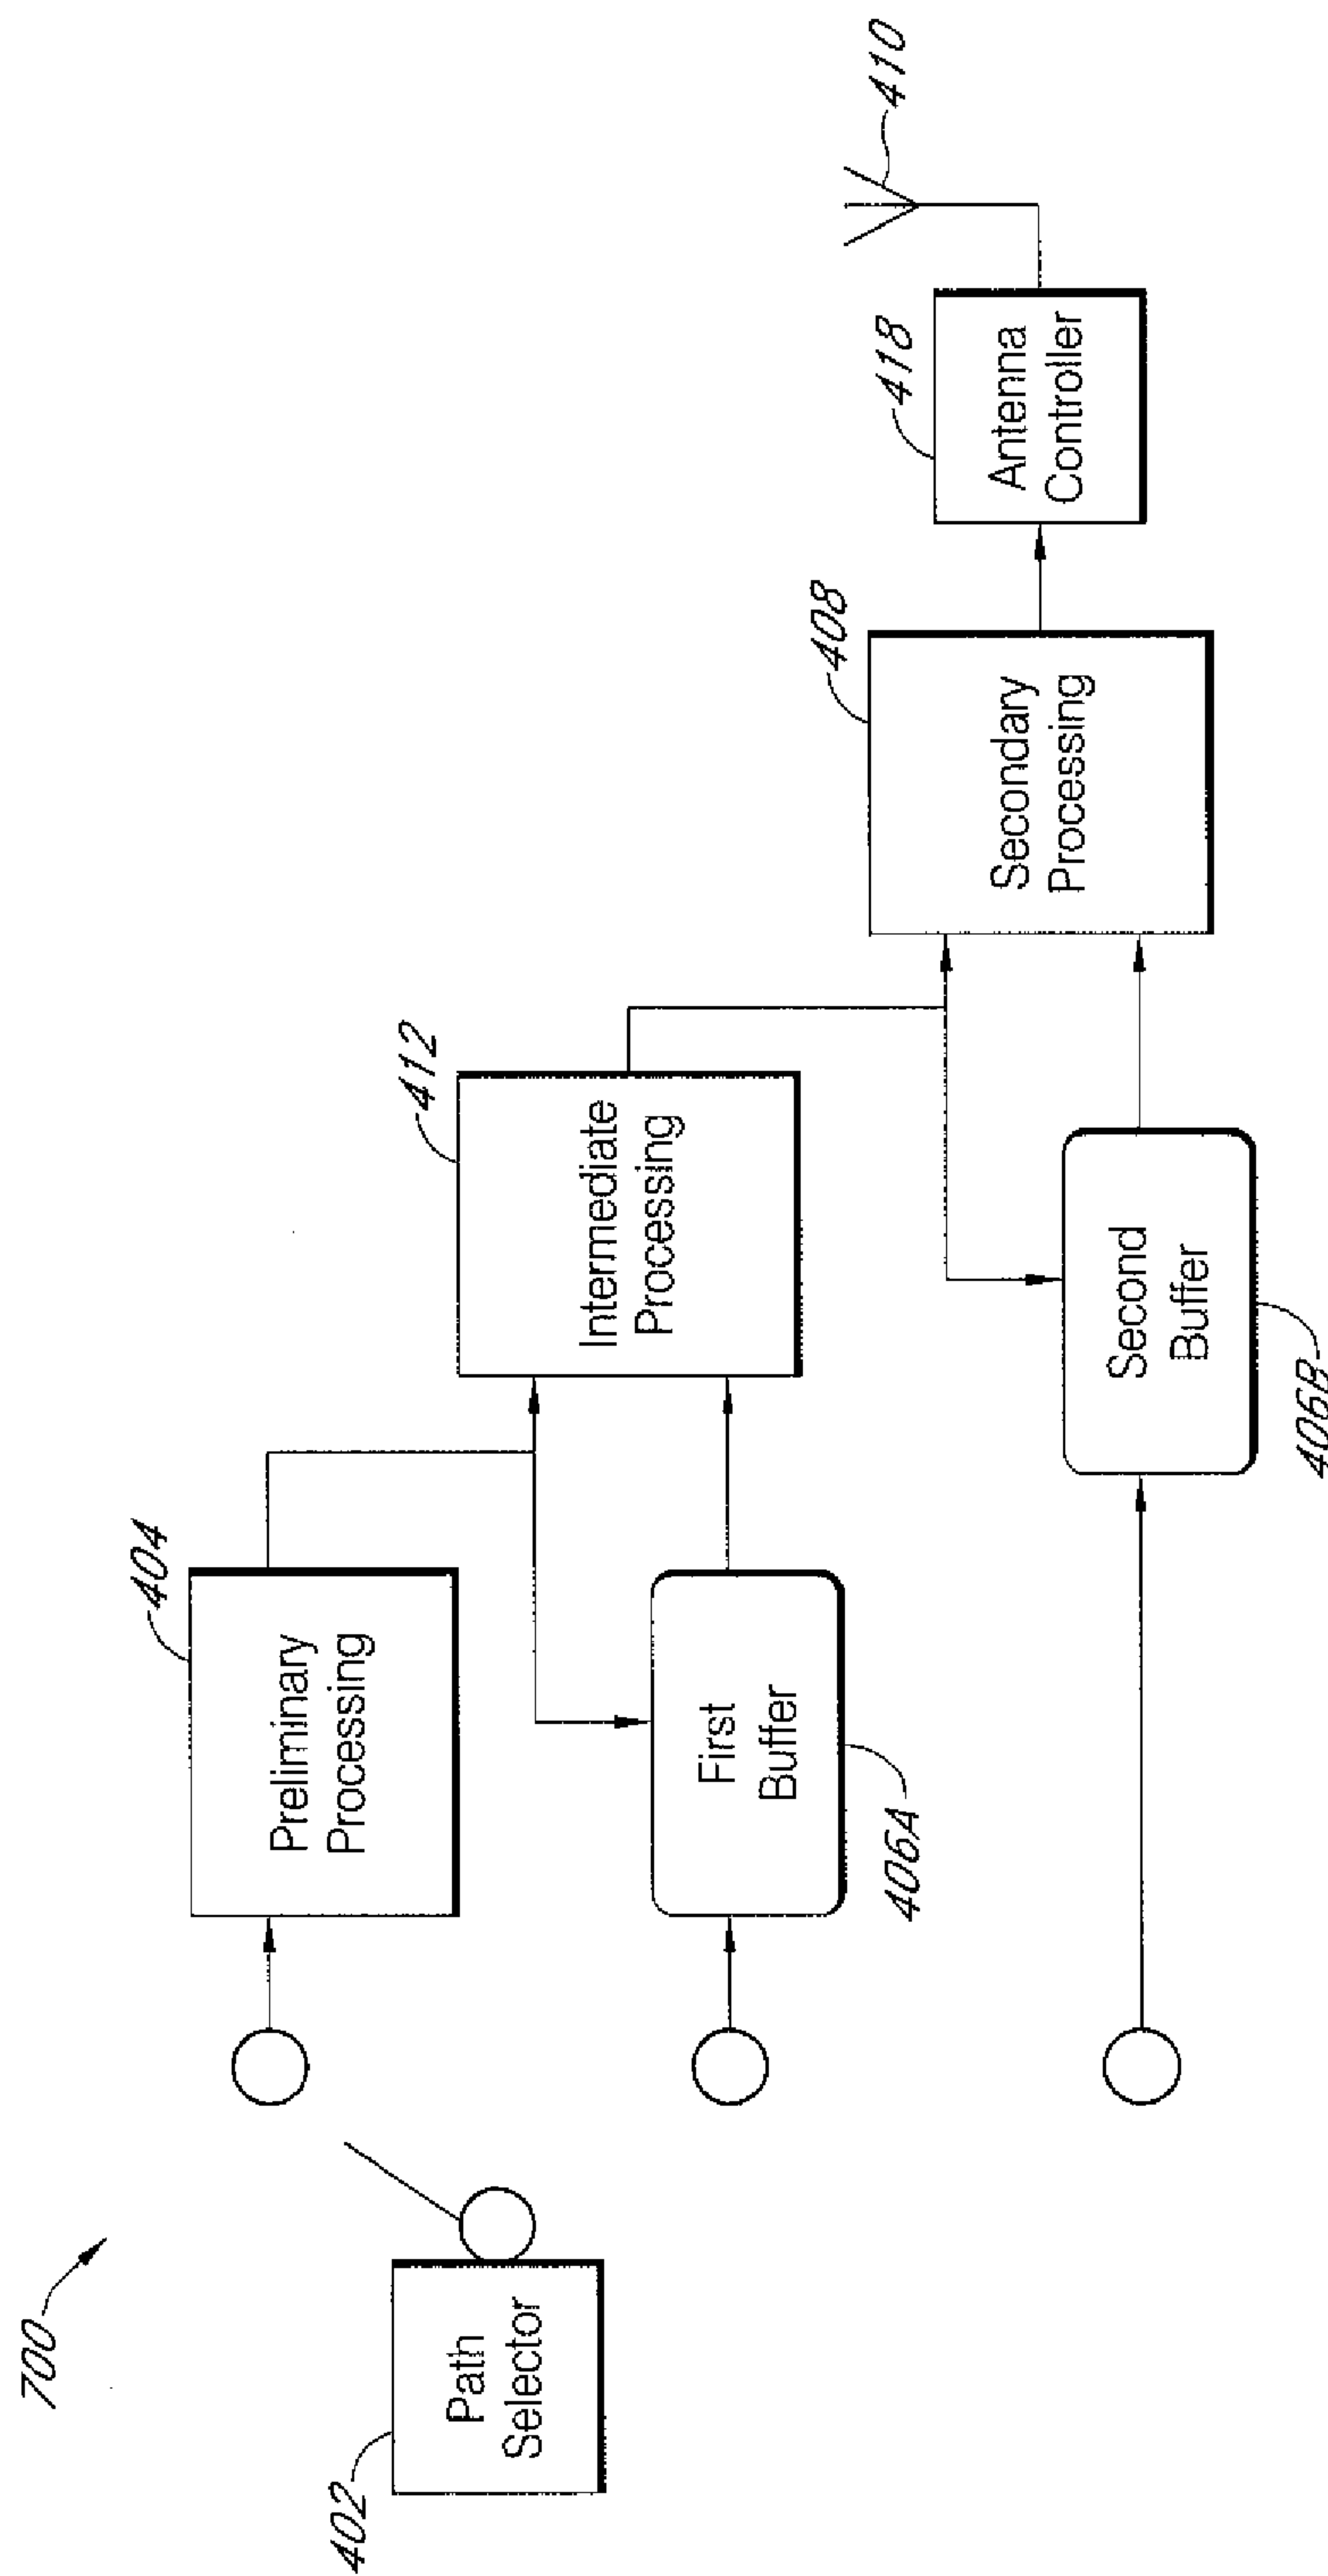 700
402
Path
Selector
404
Preliminary
Processing
First
Buffer
406A
412
Intermediate
Processing
Second
Buffer
406B
408
Secondary
Processing
418
Antenna
Controller
410